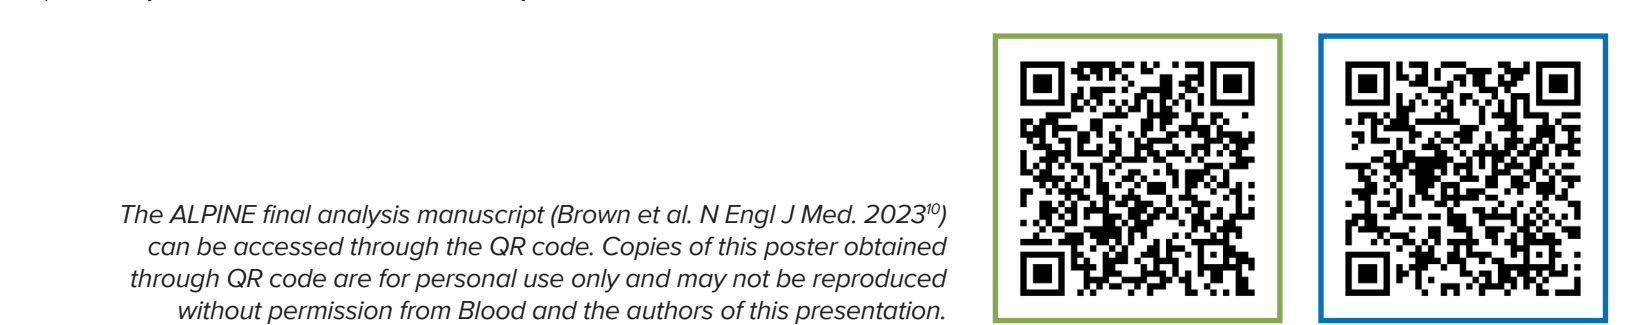 The ALPINE final analysis manuscript (Brown et al. N Engl J Med. 2023¹⁰)
can be accessed through the QR code. Copies of this poster obtained
through QR code are for personal use only and may not be reproduced
without permission from Blood and the authors of this presentation.